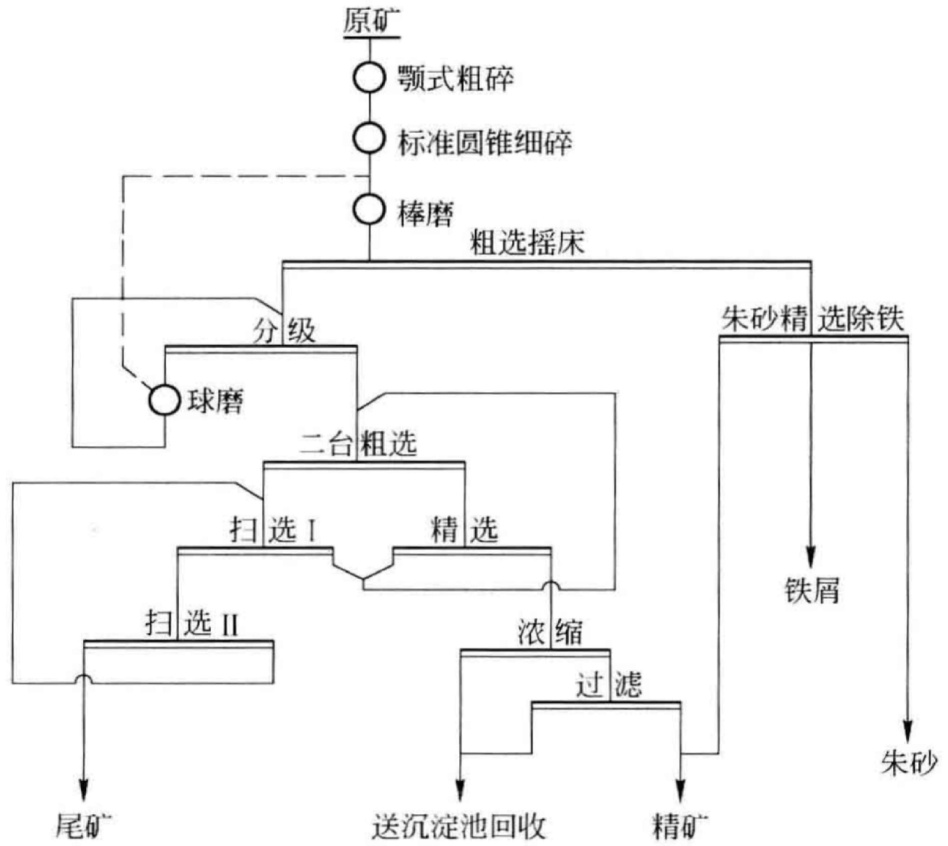 原矿
颚式粗碎
标准圆锥细碎
棒磨
粗选摇床
分级
朱砂精选除铁
球磨
二台粗选
扫选 I
精选
铁屑
扫选 II
浓缩
过滤
朱砂
尾矿
送沉淀池回收
精矿